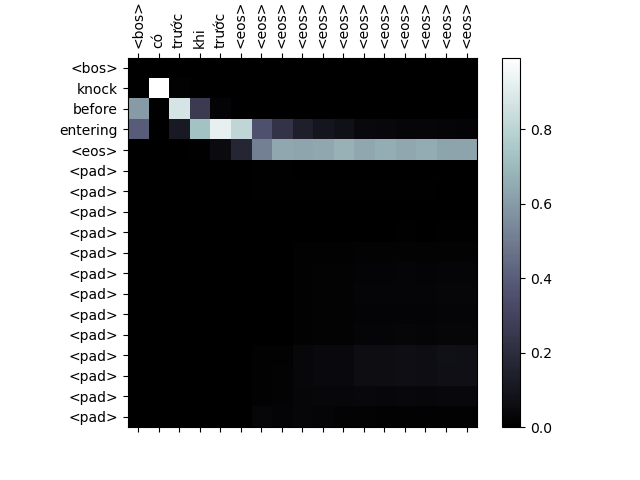 <bos> có trước khi trước <eos> <eos> <eos> <eos> <eos> <eos> <eos> <eos> <eos> <eos> <eos> <eos>
<bos>
knock
before
entering
<eos>
<pad>
<pad>
<pad>
<pad>
<pad>
<pad>
<pad>
<pad>
<pad>
<pad>
<pad>
<pad>
<pad>
0.8
0.6
0.4
0.2
0.0